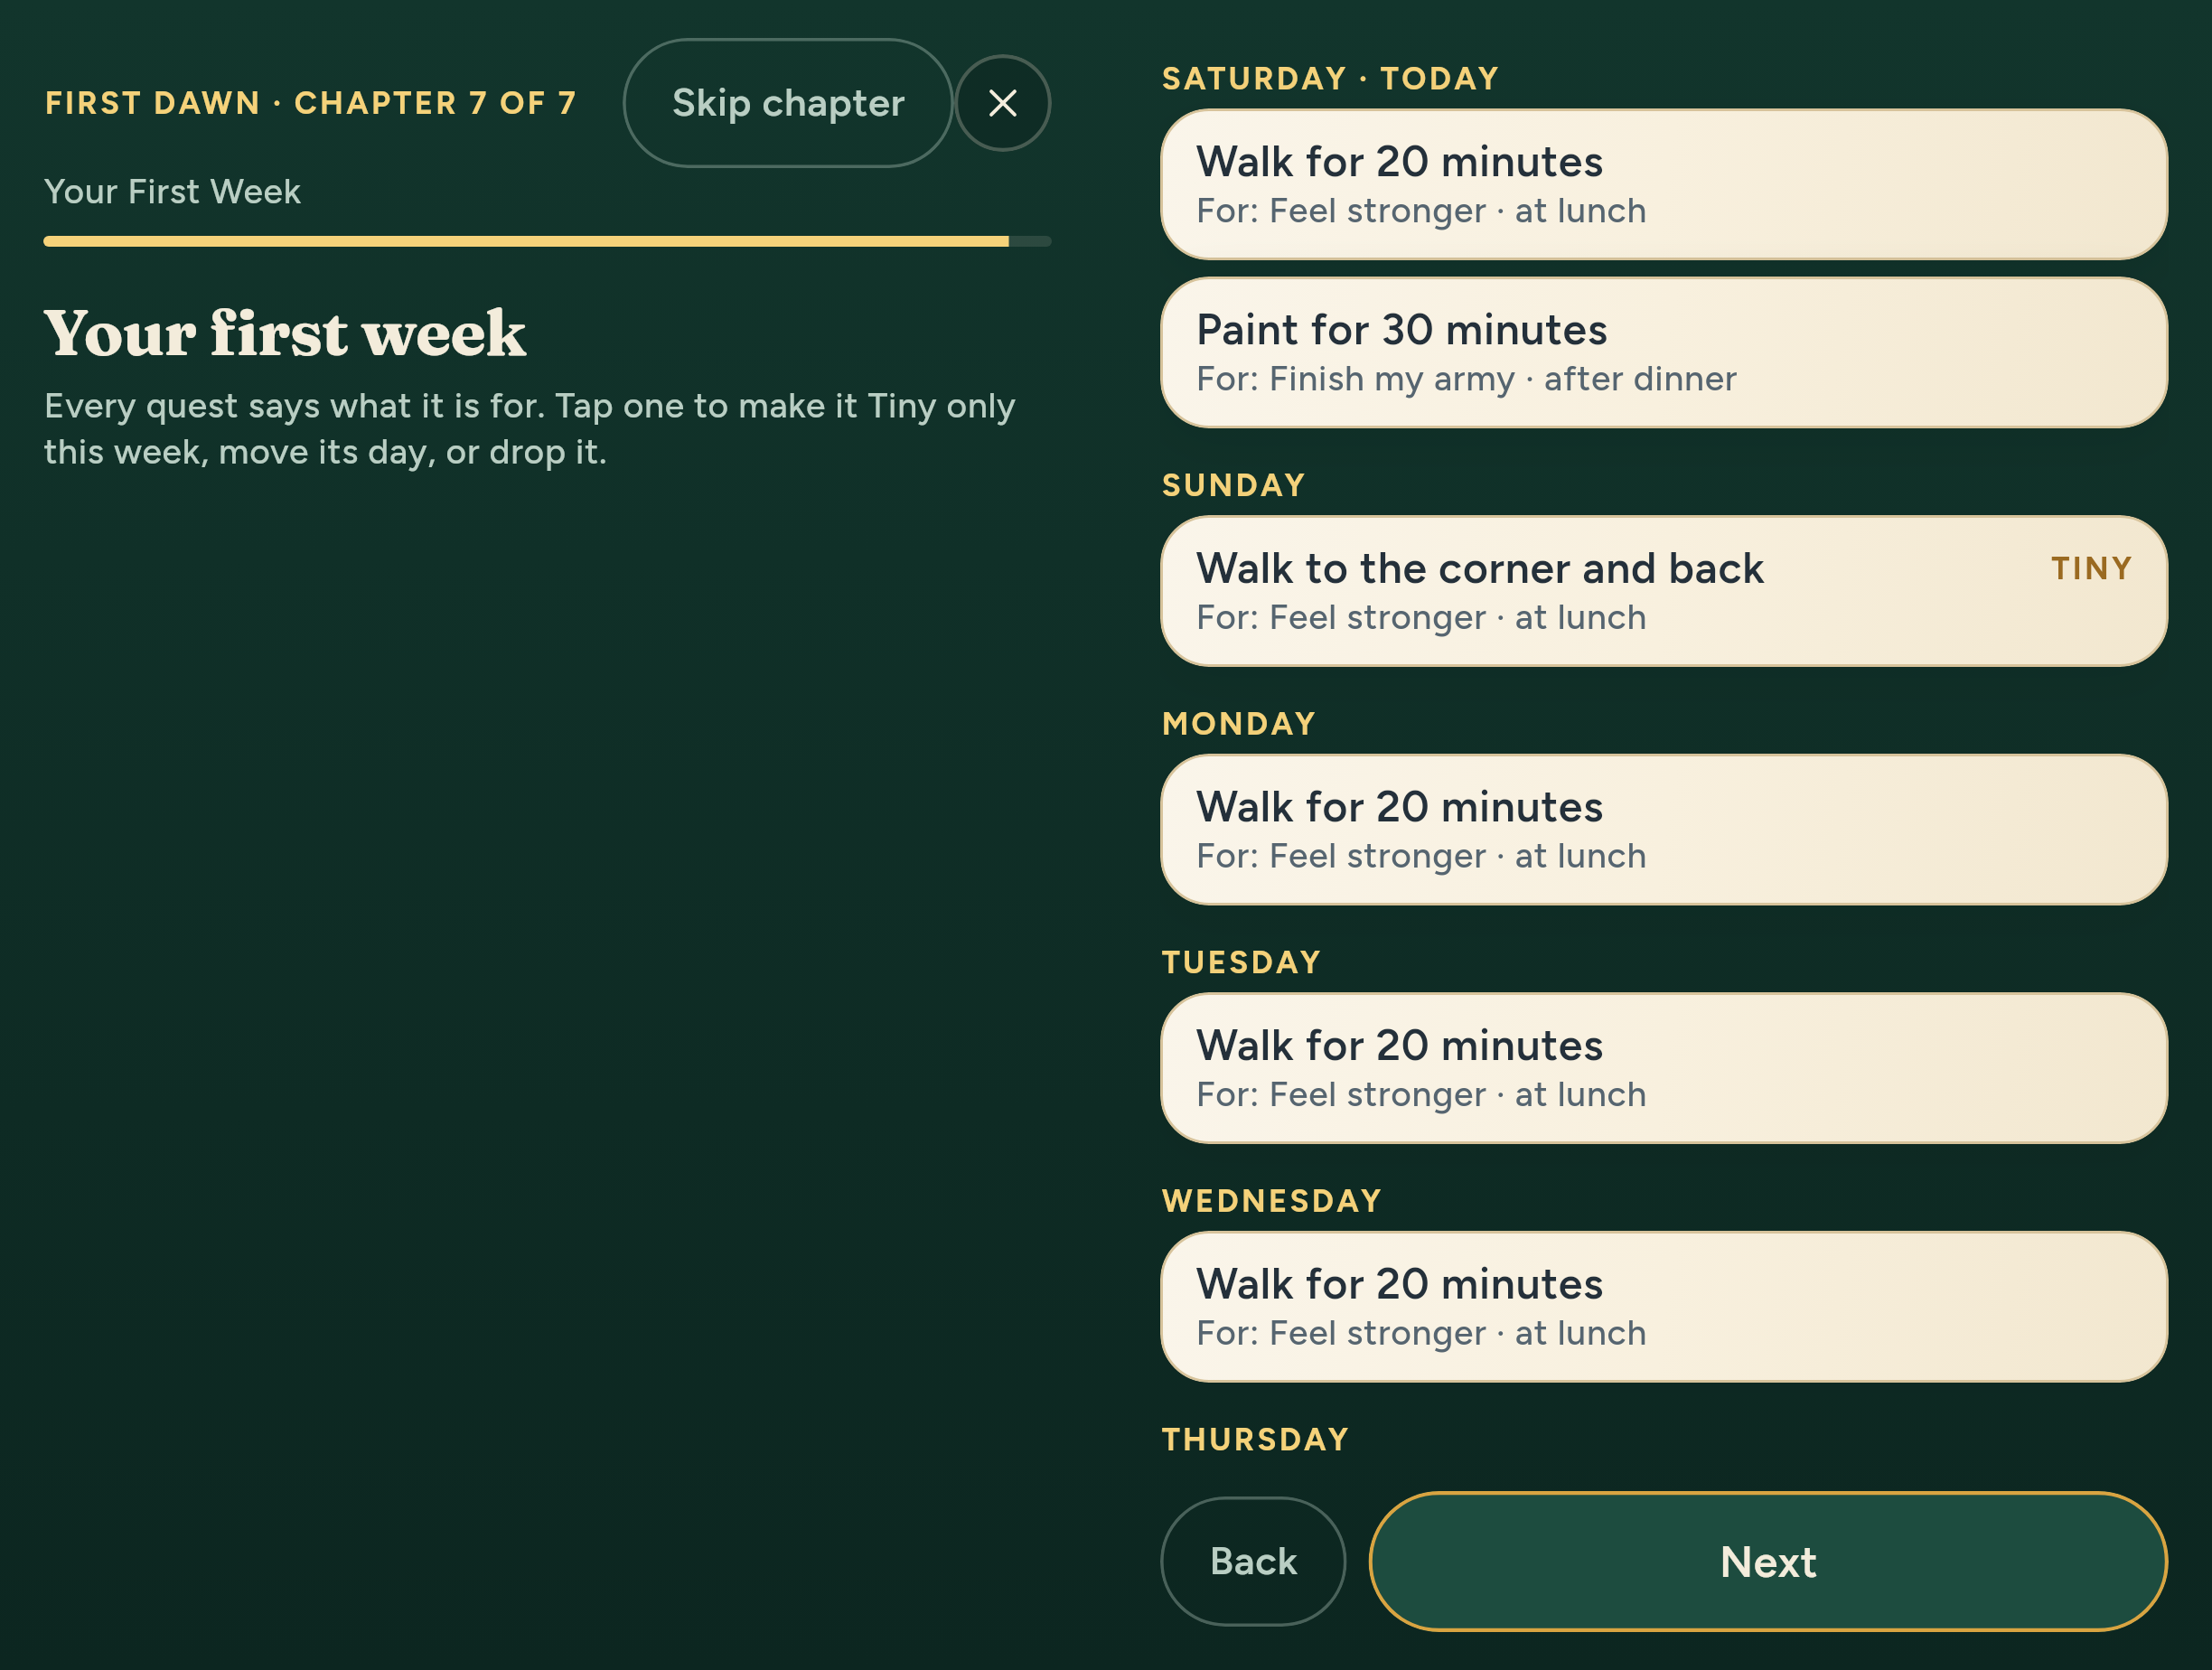 FIRST DAWN · CHAPTER 7 OF 7
Skip chapter
Your First Week
Your first week
Every quest says what it is for. Tap one to make it Tiny only
this week, move its day, or drop it.
SATURDAY · TODAY
Walk for 20 minutes
For: Feel stronger · at lunch
Paint for 30 minutes
For: Finish my army · after dinner
SUNDAY
Walk to the corner and back
TINY
For: Feel stronger · at lunch
MONDAY
Walk for 20 minutes
For: Feel stronger · at lunch
TUESDAY
Walk for 20 minutes
For: Feel stronger · at lunch
WEDNESDAY
Walk for 20 minutes
For: Feel stronger · at lunch
THURSDAY
Back
Next